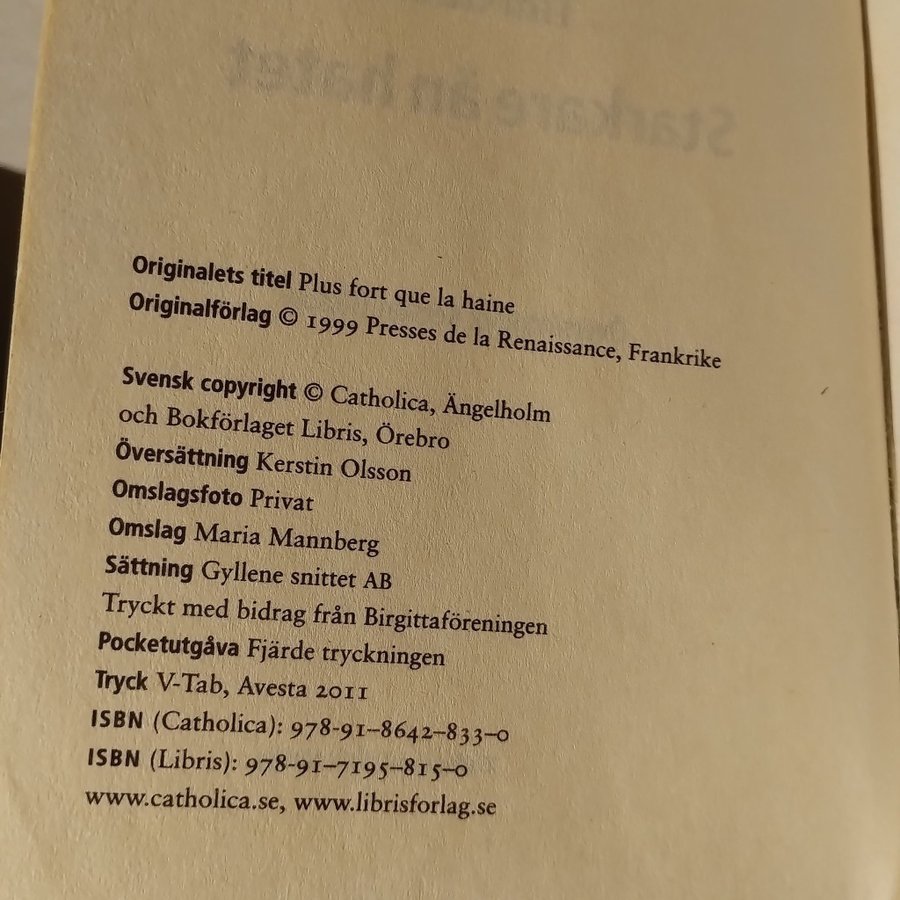 Starkare än hatet
Originalets titel Plus fort que la haine
Originalförlag © 1999 Presses de la Renaissance, Frankrike
Svensk copyright © Catholica, Ängelholm
och Bokförlaget Libris, Örebro
Översättning Kerstin Olsson
Omslagsfoto Privat
Omslag Maria Mannberg
Sättning Gyllene snittet AB
Tryckt med bidrag från Birgittaföreningen
Pocketutgåva Fjärde tryckningen
Tryck V-Tab, Avesta 2011
ISBN (Catholica): 978-91–8642–833–0
ISBN (Libris): 978-91–7195–815–0
www.catholica.se, www.librisforlag.se